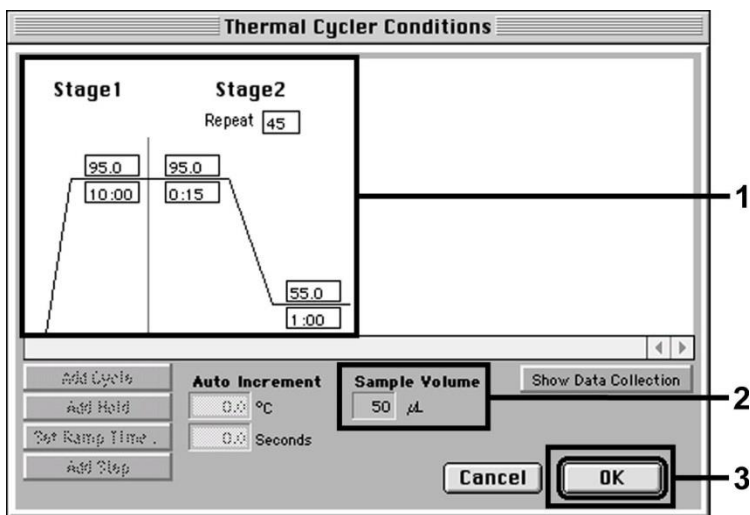 Thermal Cycler Conditions
Stage1 Stage2
Repeat 45
95.0 95.0
10:00 0:15
55.0
1:00
1
Add Cycle
Add Hold
Set Ramp Time .
Add Step
Auto Increment
0.0 °C
0.0 Seconds
Sample Volume
50 µL
Show Data Collection
2
Cancel OK
3